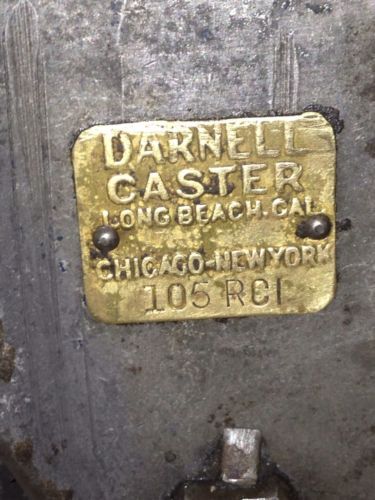 DARNELL
CASTER
LONG BEACH. CAL
CHICAGO-NEW YORK
105 RCI